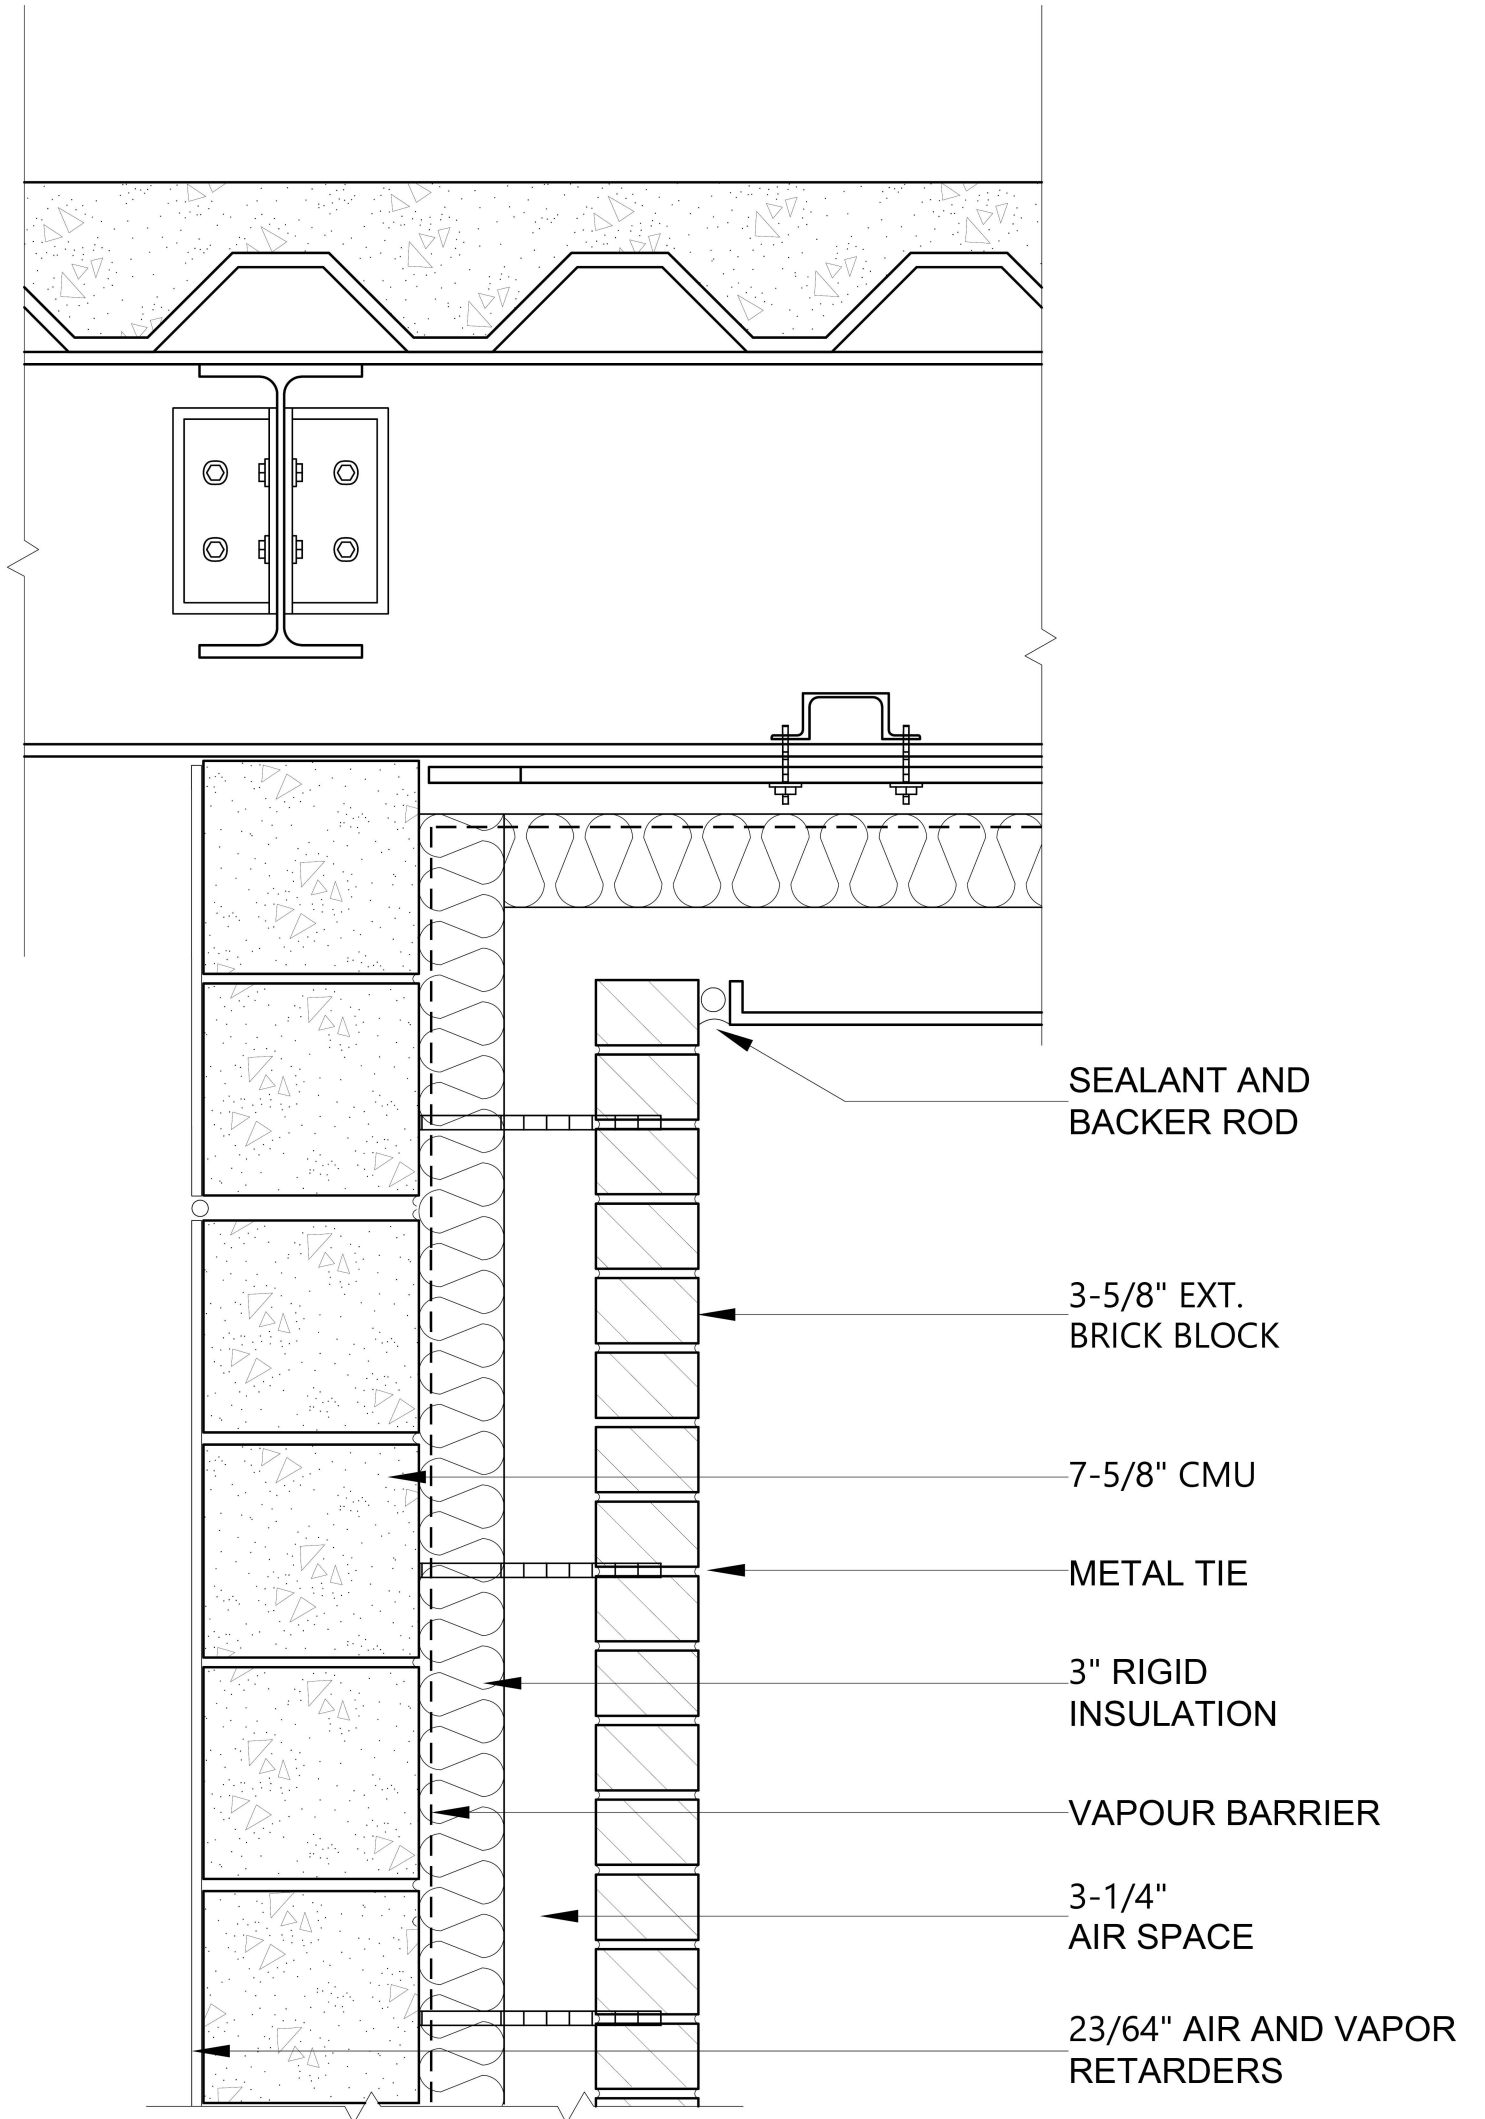 SEALANT AND
BACKER ROD
3-5/8" EXT.
BRICK BLOCK
7-5/8" CMU
METAL TIE
3" RIGID
INSULATION
VAPOUR BARRIER
3-1/4"
AIR SPACE
23/64" AIR AND VAPOR
RETARDERS